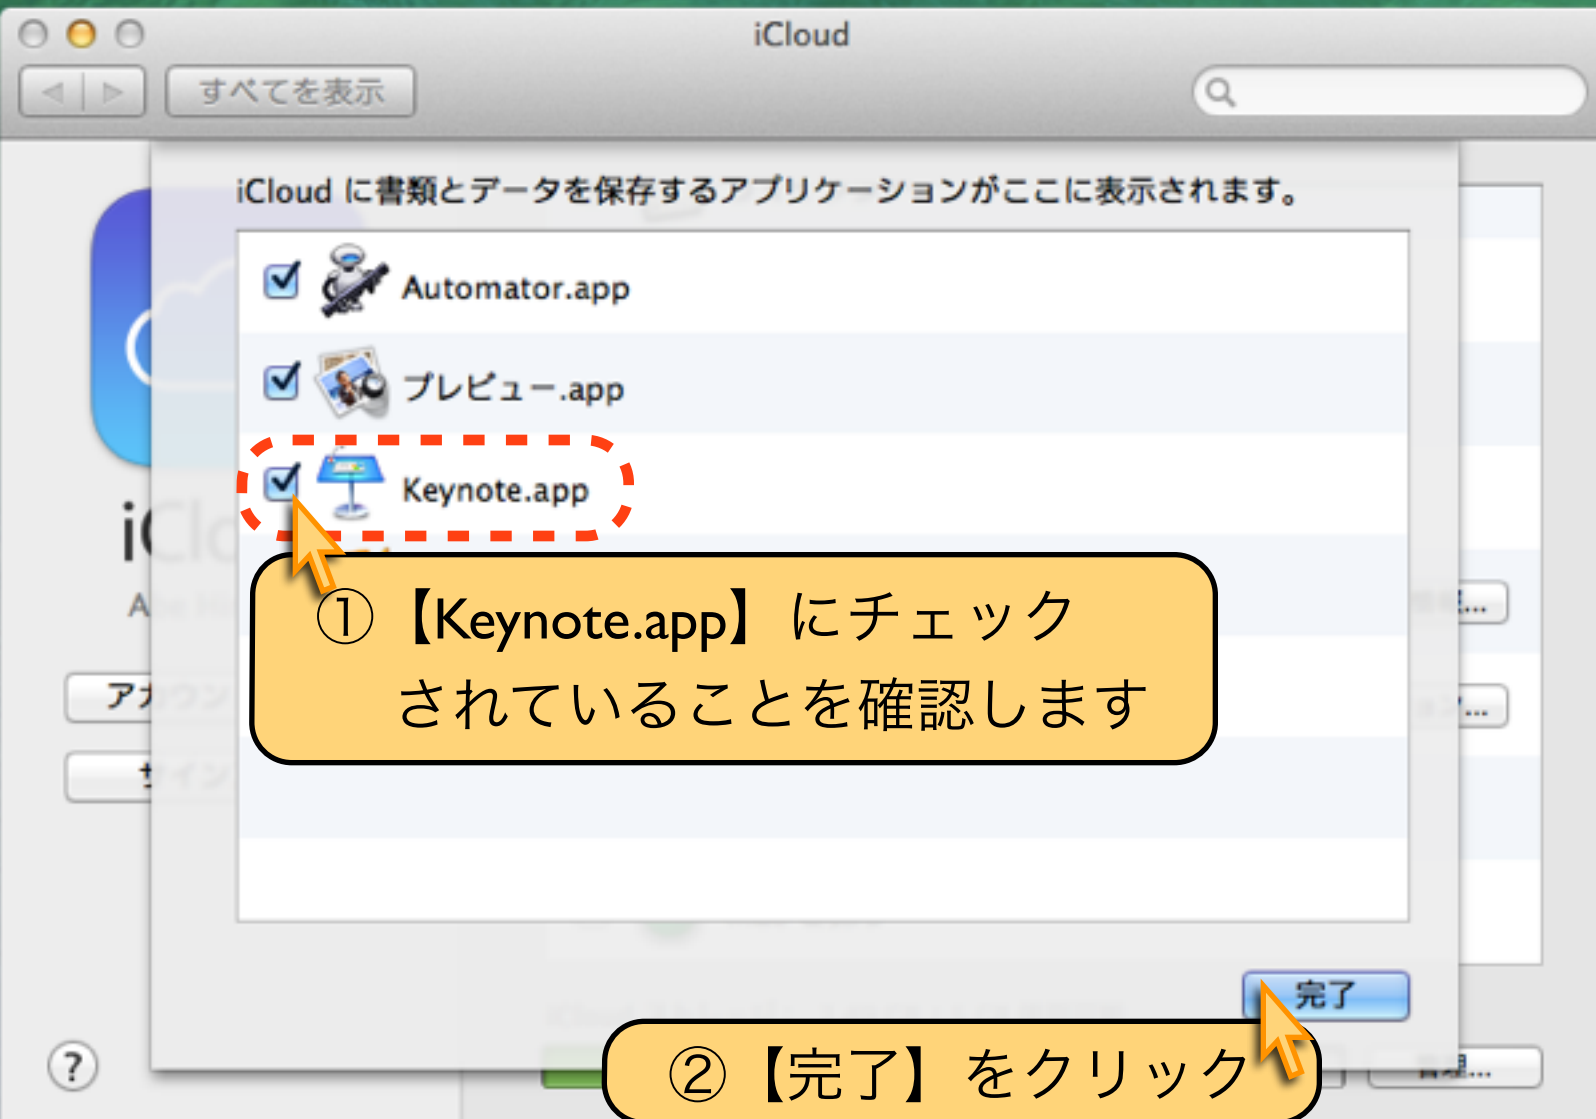 iCloud
すべてを表示
iCloud に書類とデータを保存するアプリケーションがここに表示されます。
Automator.app
プレビュー.app
Keynote.app
①【Keynote.app】にチェック
されていることを確認します
完了
②【完了】をクリック
?